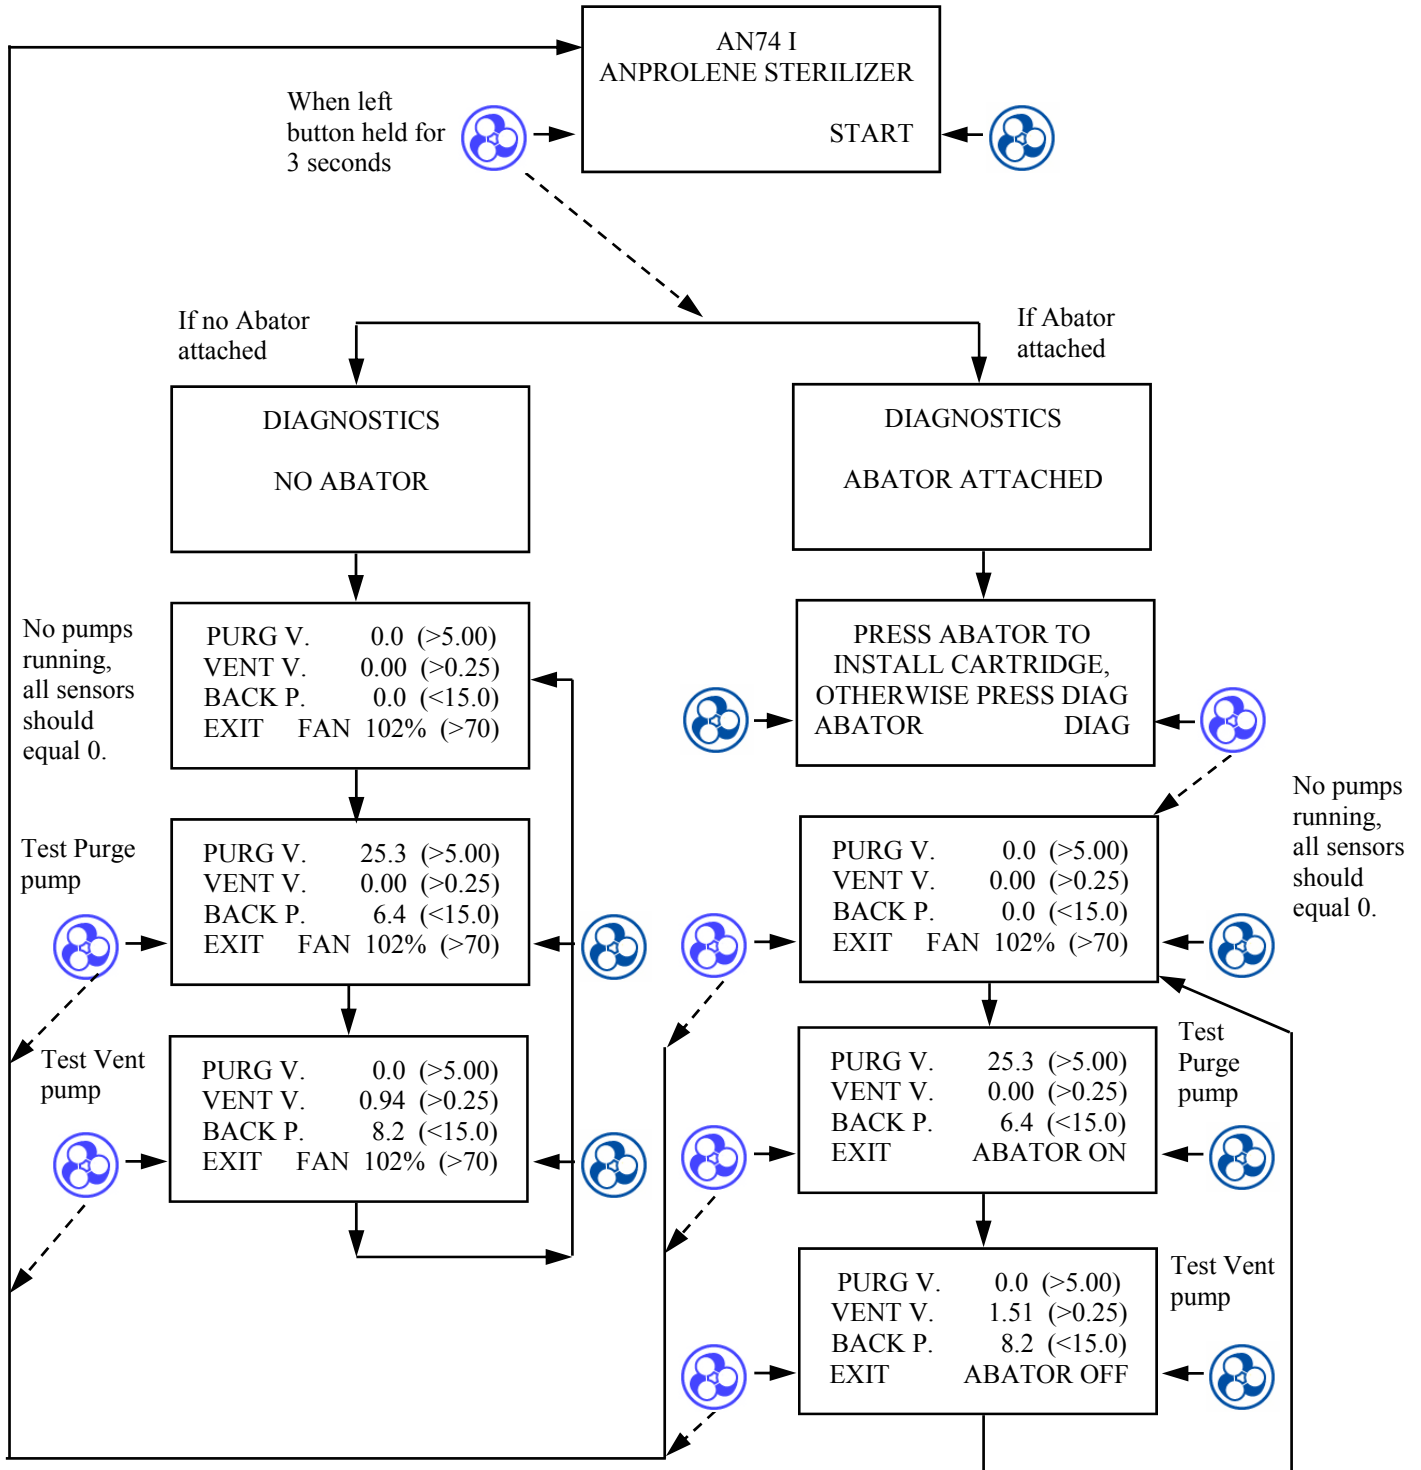 AN74 I
ANPROLENE STERILIZER
START
When left
button held for
3 seconds
If no Abator
attached
If Abator
attached
DIAGNOSTICS
NO ABATOR
DIAGNOSTICS
ABATOR ATTACHED
No pumps
running,
all sensors
should
equal 0.
PURG V. 0.0 (>5.00)
VENT V. 0.00 (>0.25)
BACK P. 0.0 (<15.0)
EXIT FAN 102% (>70)
PRESS ABATOR TO
INSTALL CARTRIDGE,
OTHERWISE PRESS DIAG
ABATOR DIAG
Test Purge
pump
PURG V. 25.3 (>5.00)
VENT V. 0.00 (>0.25)
BACK P. 6.4 (<15.0)
EXIT FAN 102% (>70)
PURG V. 0.0 (>5.00)
VENT V. 0.00 (>0.25)
BACK P. 0.0 (<15.0)
EXIT FAN 102% (>70)
No pumps
running,
all sensors
should
equal 0.
Test Vent
pump
PURG V. 0.0 (>5.00)
VENT V. 0.94 (>0.25)
BACK P. 8.2 (<15.0)
EXIT FAN 102% (>70)
PURG V. 25.3 (>5.00)
VENT V. 0.00 (>0.25)
BACK P. 6.4 (<15.0)
EXIT ABATOR ON
Test
Purge
pump
PURG V. 0.0 (>5.00)
VENT V. 1.51 (>0.25)
BACK P. 8.2 (<15.0)
EXIT ABATOR OFF
Test Vent
pump